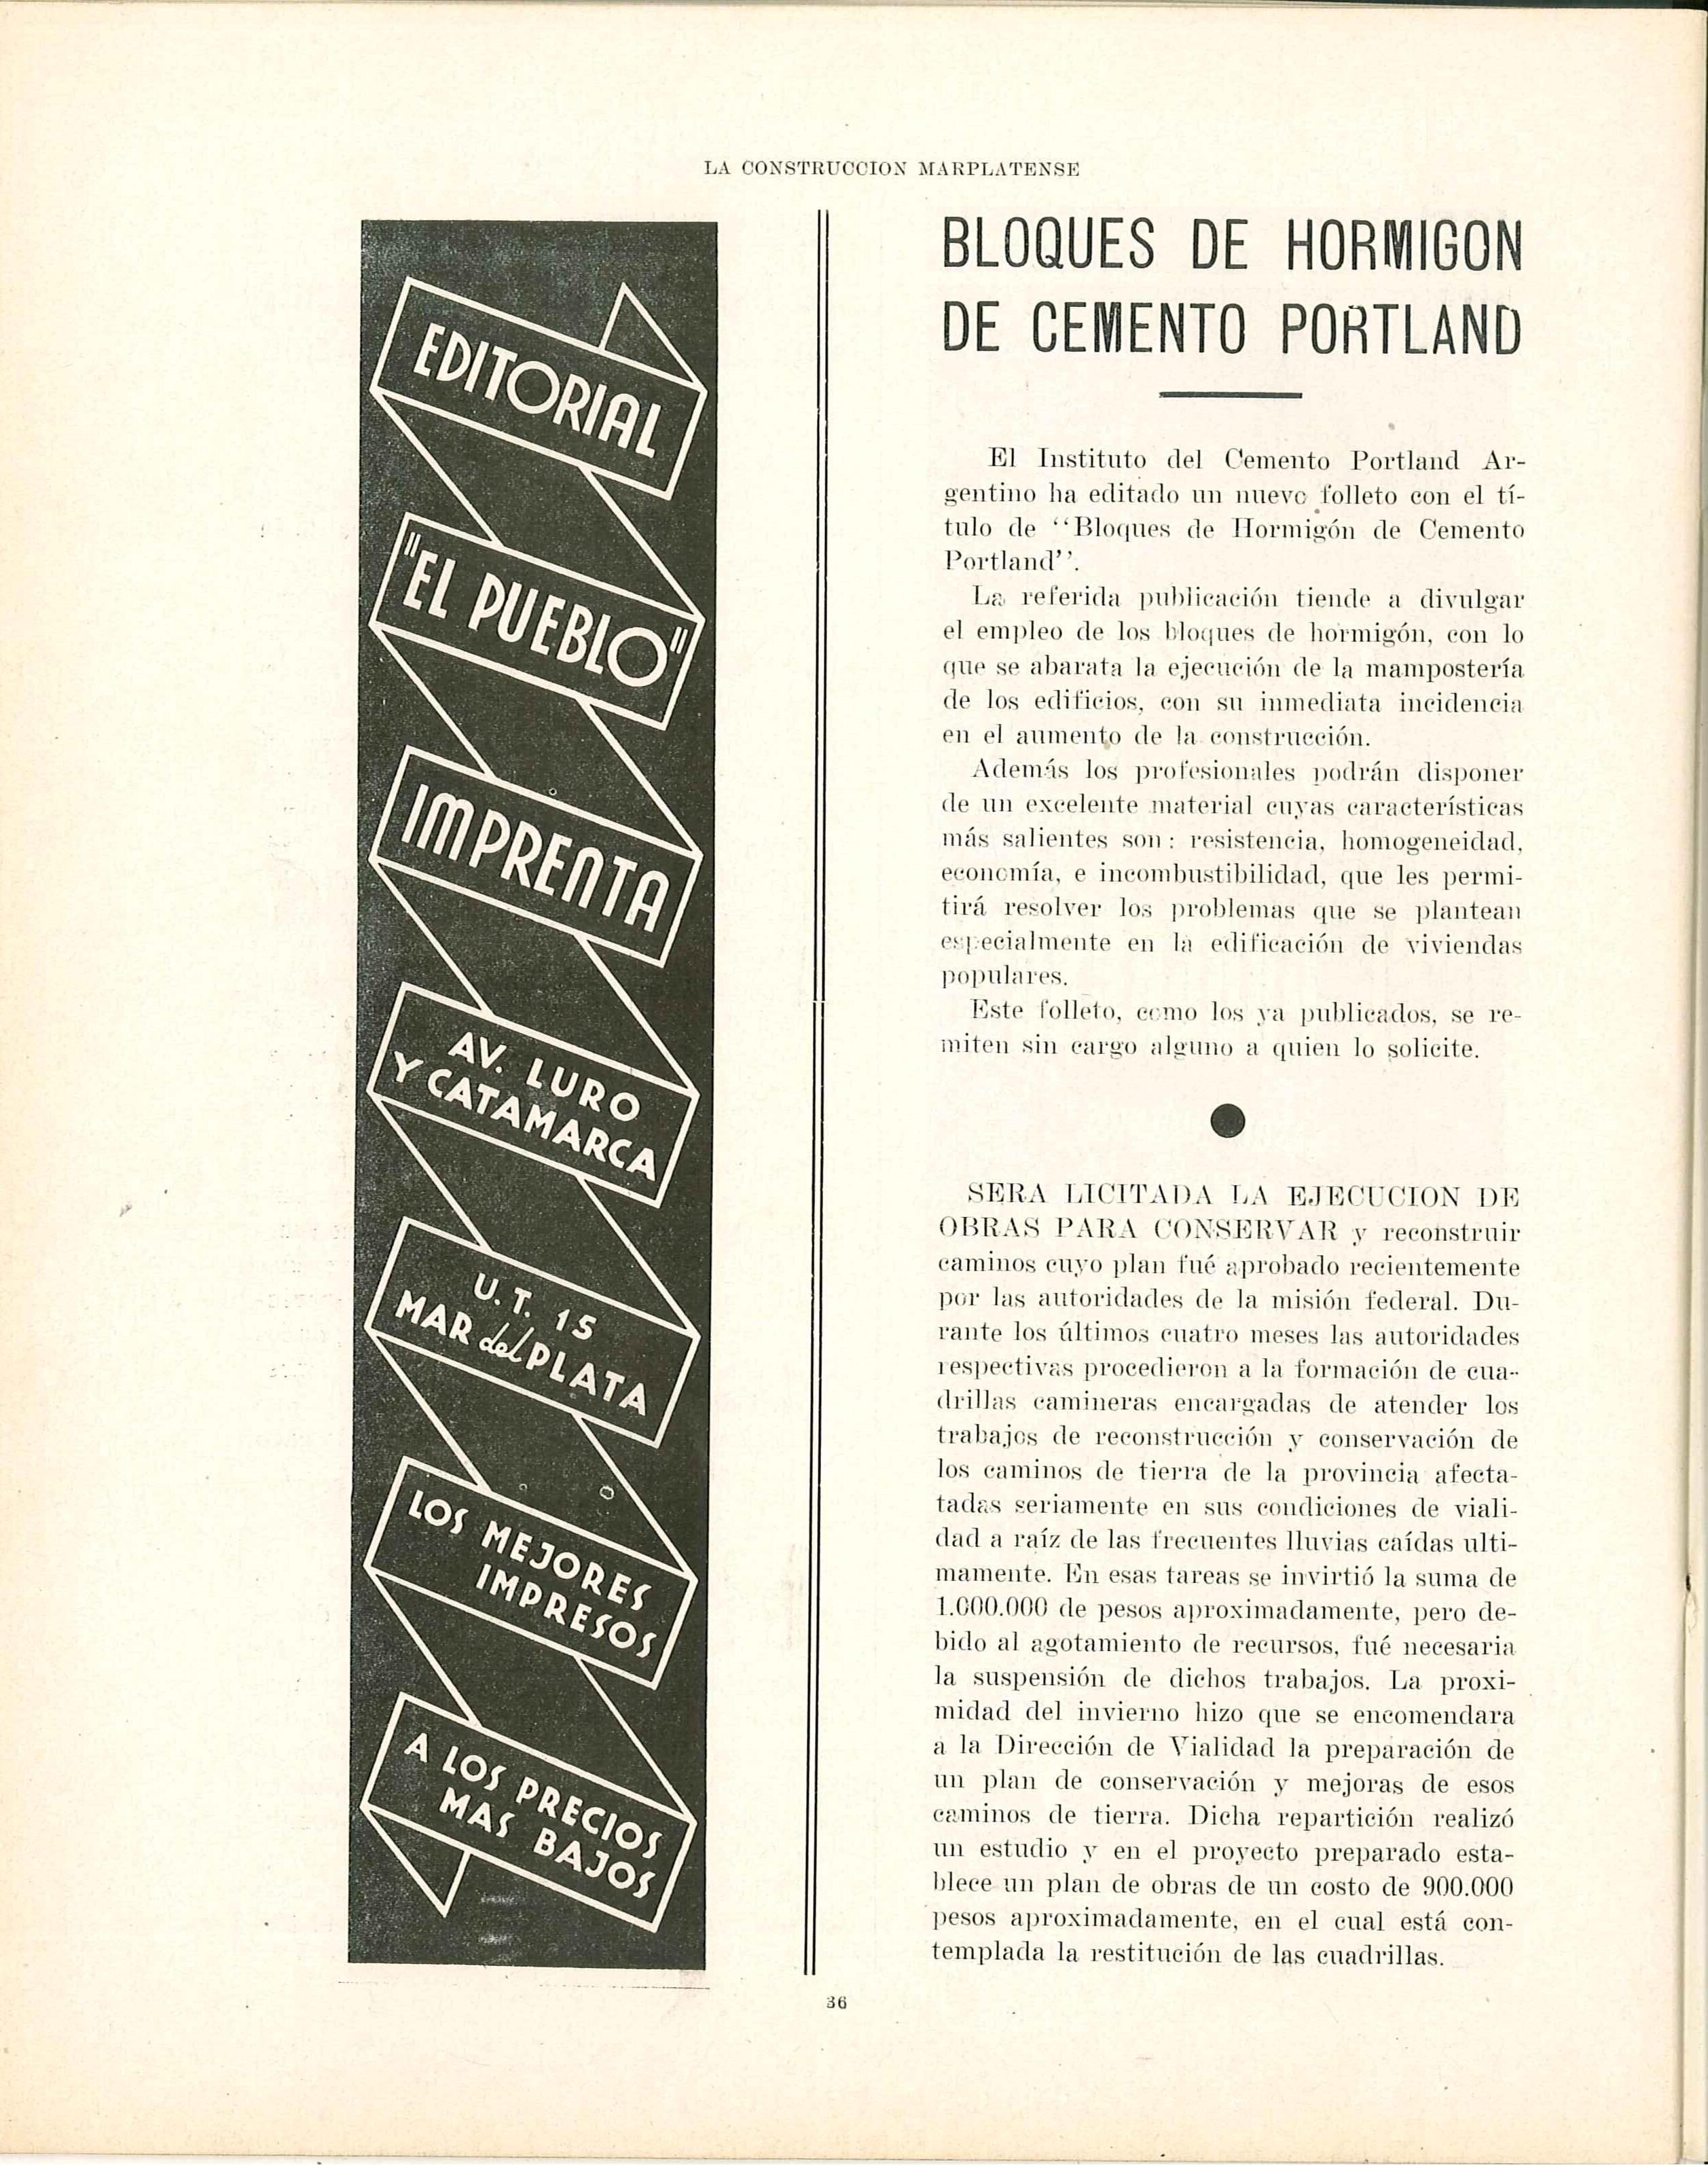 LA CONSTRUCCION MARPLATENSE
EDITORIAL
"EL PUEBLO"
IMPRENTA
AV. LURO
Y CATAMARCA
U. T. 15
MAR del PLATA
LOS MEJORES
IMPRESOS
A LOS PRECIOS
MAS BAJOS
BLOQUES DE HORMIGON
DE CEMENTO PORTLAND
El Instituto del Cemento Portland Ar-
gentino ha editado un nuevo folleto con el tí-
tulo de "Bloques de Hormigón de Cemento
Portland".
La referida publicación tiende a divulgar
el empleo de los bloques de hormigón, con lo
que se abarata la ejecución de la mampostería
de los edificios, con su inmediata incidencia
en el aumento de la construcción.
Además los profesionales podrán disponer
de un excelente material cuyas características
más salientes son: resistencia, homogeneidad,
economía, e incombustibilidad, que les permi-
tirá resolver los problemas que se plantean
especialmente en la edificación de viviendas
populares.
Este folleto, como los ya publicados, se re-
miten sin cargo alguno a quien lo solicite.
SERA LICITADA LA EJECUCION DE
OBRAS PARA CONSERVAR y reconstruir
caminos cuyo plan fué aprobado recientemente
por las autoridades de la misión federal. Du-
rante los últimos cuatro meses las autoridades
respectivas procedieron a la formación de cua-
drillas camineras encargadas de atender los
trabajos de reconstrucción y conservación de
los caminos de tierra de la provincia afecta-
tadas seriamente en sus condiciones de viali-
dad a raíz de las frecuentes lluvias caídas ulti-
mamente. En esas tareas se invirtió la suma de
1.000.000 de pesos aproximadamente, pero de-
bido al agotamiento de recursos, fué necesaria
la suspensión de dichos trabajos. La proxi-
midad del invierno hizo que se encomendara
a la Dirección de Vialidad la preparación de
un plan de conservación y mejoras de esos
caminos de tierra. Dicha repartición realizó
un estudio y en el proyecto preparado esta-
blece un plan de obras de un costo de 900.000
pesos aproximadamente, en el cual está con-
templada la restitución de las cuadrillas.
36